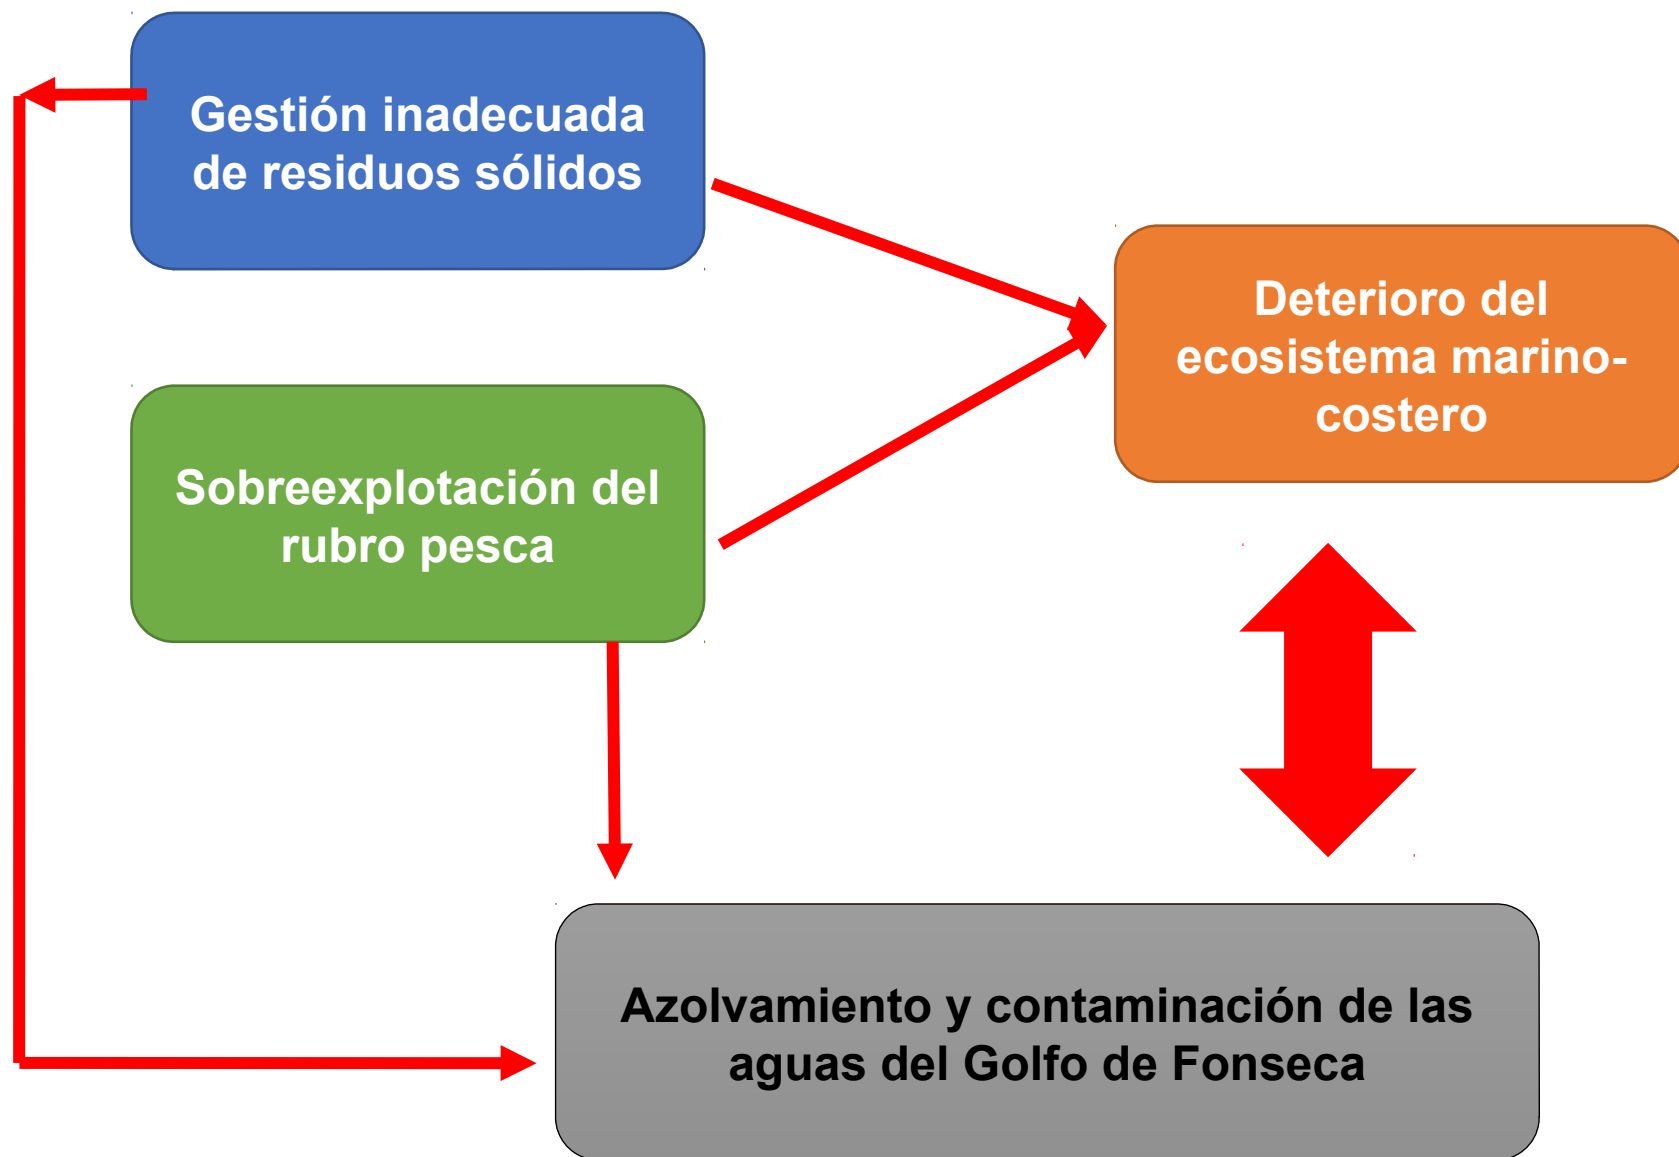 Gestión inadecuada
de residuos sólidos
Deterioro del
ecosistema marino-
costero
Sobreexplotación del
rubro pesca
Azolvamiento y contaminación de las
aguas del Golfo de Fonseca